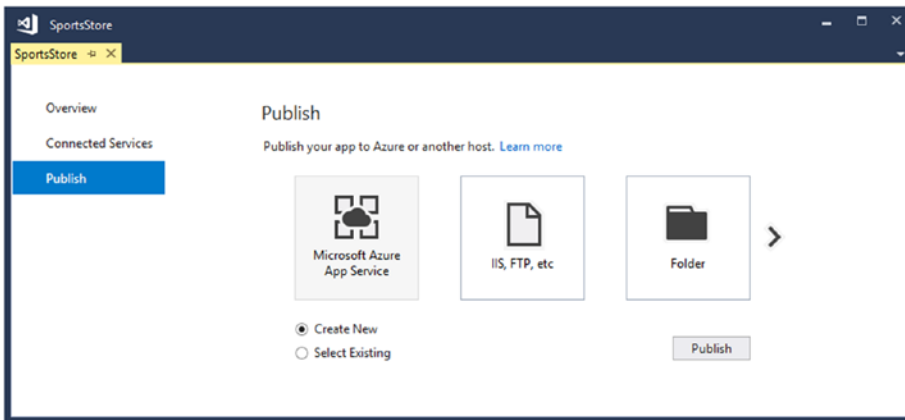 SportsStore
SportsStore
Overview
Connected Services
Publish
Publish
Publish your app to Azure or another host. Learn more
Microsoft Azure
App Service
IIS, FTP, etc
Folder
Create New
Select Existing
Publish